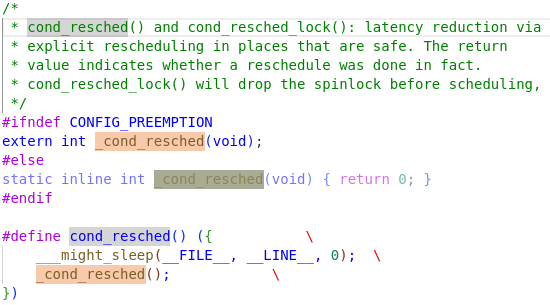 /*
 * cond_resched() and cond_resched_lock(): latency reduction via
 * explicit rescheduling in places that are safe. The return
 * value indicates whether a reschedule was done in fact.
 * cond_resched_lock() will drop the spinlock before scheduling,
 */
#ifndef CONFIG_PREEMPTION
extern int _cond_resched(void);
#else
static inline int _cond_resched(void) { return 0; }
#endif

#define cond_resched() ({            \
    ___might_sleep(__FILE__, __LINE__, 0);  \
    _cond_resched();             \
})